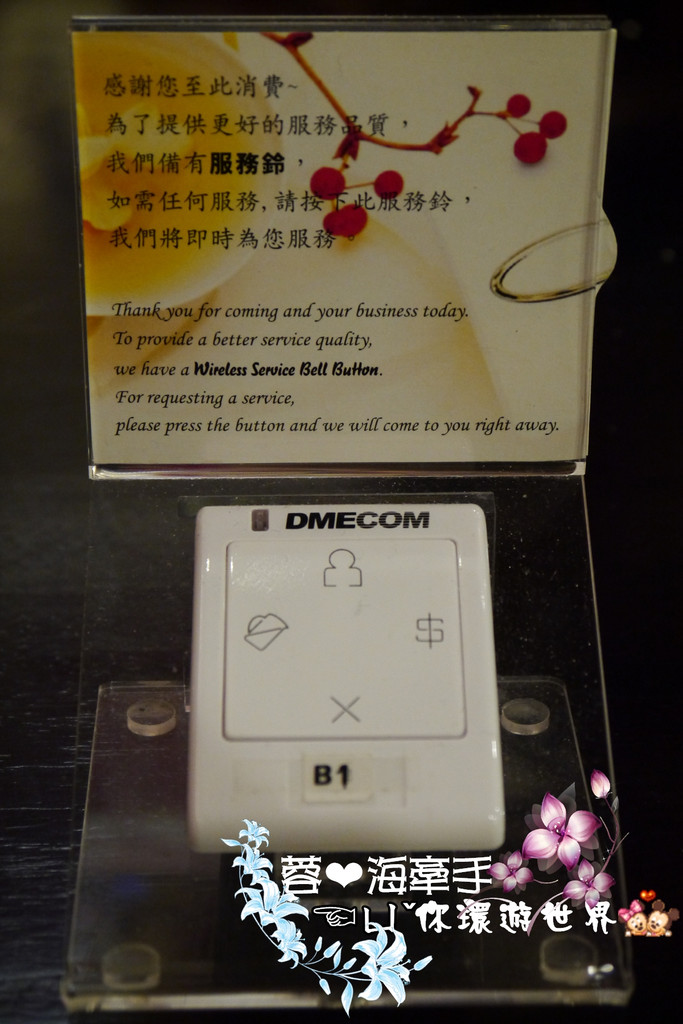 感謝您至此消費~
為了提供更好的服務品質，
我們備有服務鈴，
如需任何服務,請按下此服務鈴，
我們將即時為您服務。
Thank you for coming and your business today.
To provide a better service quality,
we have a Wireless Service Bell Button.
For requesting a service,
please press the button and we will come to you right away.
DMECOM
$
B1
蓉❤海牽手
☜凵ˇ你環遊世界